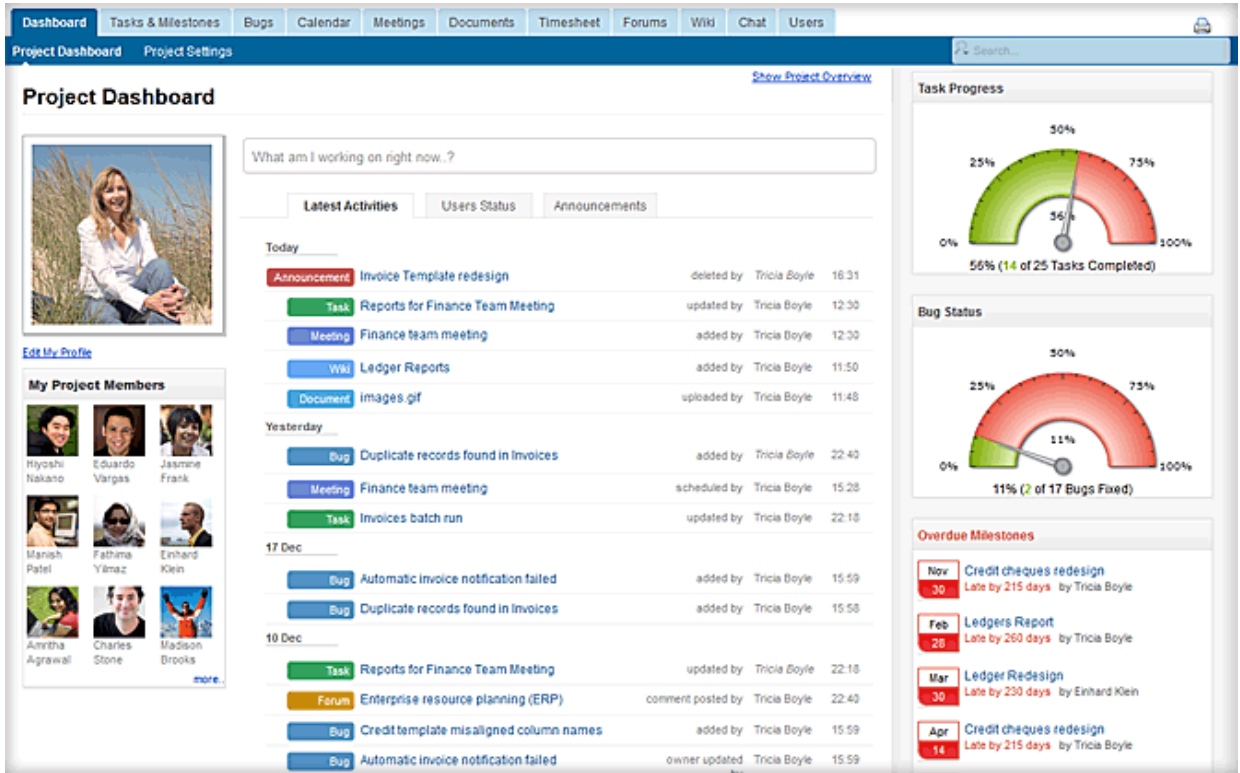 Dashboard Tasks & Milestones Bugs Calendar Meetings Documents Timesheet Forums Wiki Chat Users
Project Dashboard Project Settings Search...
Show Project Overview
Project Dashboard
What am I working on right now..?
Latest Activities Users Status Announcements
Today
Announcement Invoice Template redesign deleted by Tricia Boyle 16:31
Task Reports for Finance Team Meeting updated by Tricia Boyle 12:30
Meeting Finance team meeting added by Tricia Boyle 12:30
Wiki Ledger Reports added by Tricia Boyle 11:50
Document images.gif uploaded by Tricia Boyle 11:48
Yesterday
Bug Duplicate records found in Invoices added by Tricia Boyle 22:40
Meeting Finance team meeting scheduled by Tricia Boyle 15:28
Task Invoices batch run updated by Tricia Boyle 22:18
17 Dec
Bug Automatic invoice notification failed added by Tricia Boyle 15:59
Bug Duplicate records found in Invoices added by Tricia Boyle 15:58
10 Dec
Task Reports for Finance Team Meeting updated by Tricia Boyle 22:18
Forum Enterprise resource planning (ERP) comment posted by Tricia Boyle 22:40
Bug Credit template misaligned column names added by Tricia Boyle 15:59
Bug Automatic invoice notification failed owner updated by Tricia Boyle 15:59
Edit My Profile
My Project Members
Hiyoshi Nakano
Eduardo Vargas
Jasmine Frank
Manish Patel
Fathima Yilmaz
Einhard Klein
Amritha Agrawal
Charles Stone
Madison Brooks
more..
Task Progress
0% 25% 50% 75% 100%
56%
56% (14 of 25 Tasks Completed)
Bug Status
0% 25% 50% 75% 100%
11%
11% (2 of 17 Bugs Fixed)
Overdue Milestones
Nov 30 Credit cheques redesign
Late by 215 days by Tricia Boyle
Feb 28 Ledgers Report
Late by 260 days by Tricia Boyle
Mar 30 Ledger Redesign
Late by 230 days by Einhard Klein
Apr 14 Credit cheques redesign
Late by 215 days by Tricia Boyle